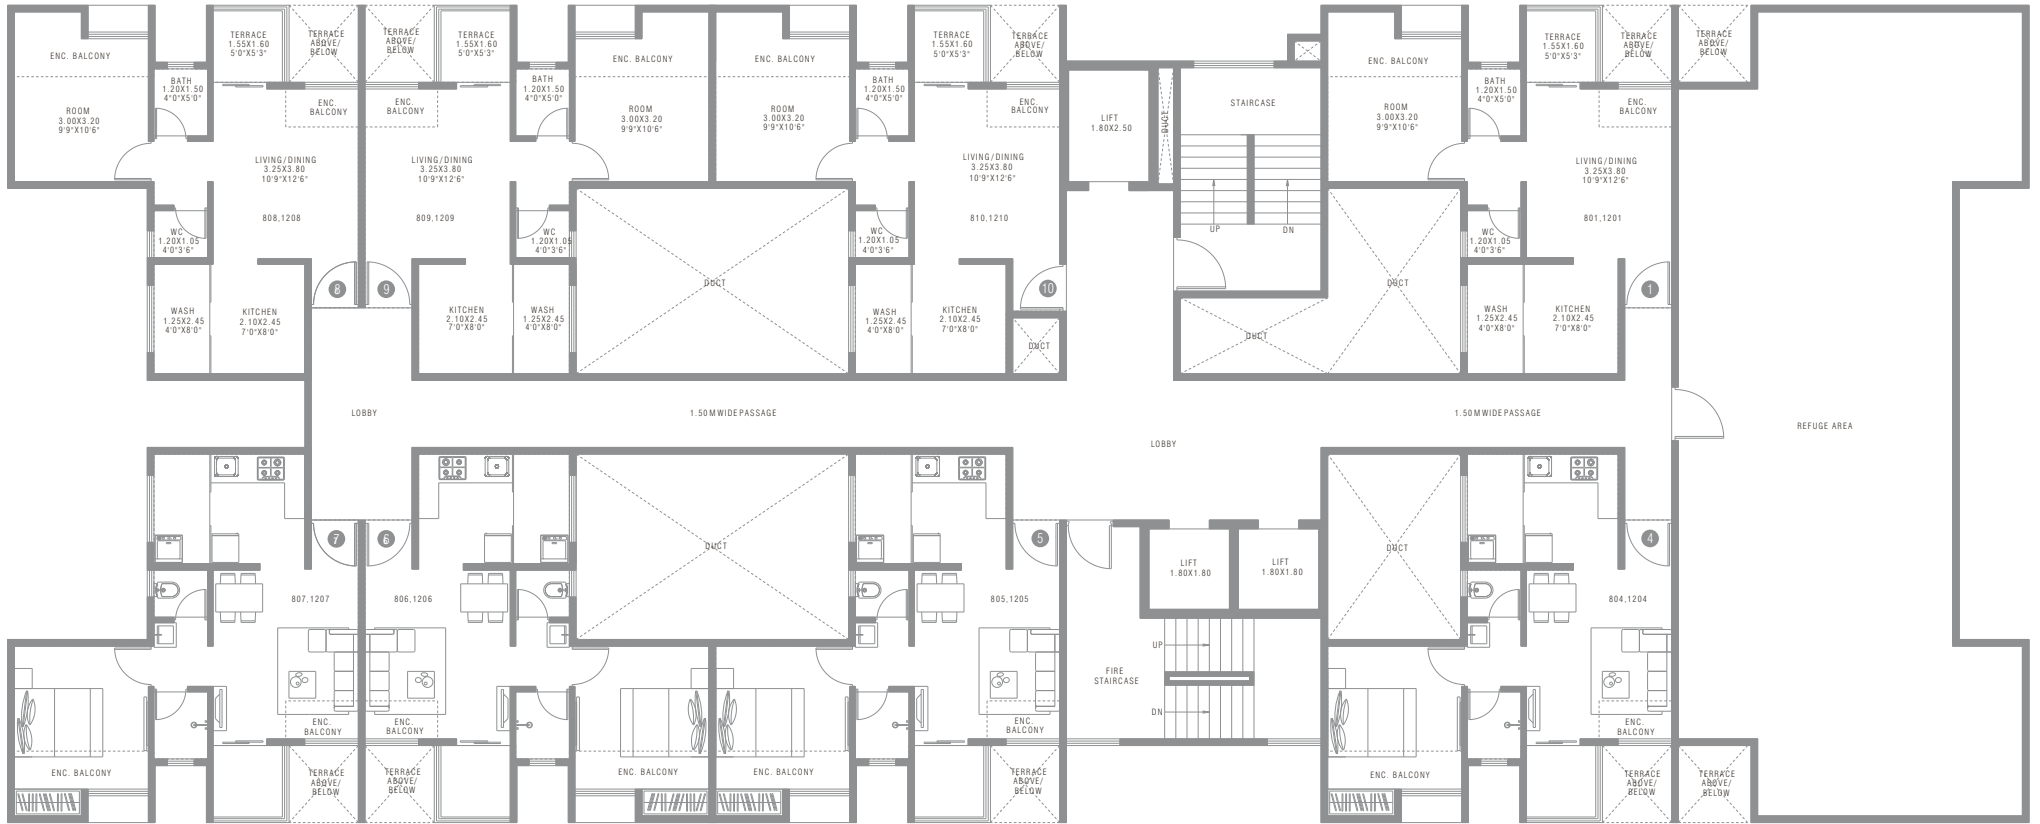 ENC. BALCONY
ROOM
3.00X3.20
9'9"X10'6"
BATH
1.20X1.50
4'0"X5'0"
TERRACE
1.55X1.60
5'0"X5'3"
TERRACE
ABOVE/
BELOW
ENC.
BALCONY
LIVING/DINING
3.25X3.80
10'9"X12'6"
808,1208
WC
1.20X1.05
4'0"3'6"
WASH
1.25X2.45
4'0"X8'0"
KITCHEN
2.10X2.45
7'0"X8'0"
8
TERRACE
ABOVE/
BELOW
TERRACE
1.55X1.60
5'0"X5'3"
ENC.
BALCONY
BATH
1.20X1.50
4'0"X5'0"
ENC. BALCONY
ROOM
3.00X3.20
9'9"X10'6"
LIVING/DINING
3.25X3.80
10'9"X12'6"
809,1209
WC
1.20X1.05
4'0"3'6"
9
KITCHEN
2.10X2.45
7'0"X8'0"
WASH
1.25X2.45
4'0"X8'0"
DUCT
ENC. BALCONY
ROOM
3.00X3.20
9'9"X10'6"
BATH
1.20X1.50
4'0"X5'0"
TERRACE
1.55X1.60
5'0"X5'3"
TERRACE
ABOVE/
BELOW
ENC.
BALCONY
LIVING/DINING
3.25X3.80
10'9"X12'6"
810,1210
WC
1.20X1.05
4'0"3'6"
WASH
1.25X2.45
4'0"X8'0"
KITCHEN
2.10X2.45
7'0"X8'0"
10
DUCT
LIFT
1.80X2.50
DUCT
STAIRCASE
UP
DN
DUCT
DUCT
ENC. BALCONY
ROOM
3.00X3.20
9'9"X10'6"
BATH
1.20X1.50
4'0"X5'0"
TERRACE
1.55X1.60
5'0"X5'3"
TERRACE
ABOVE/
BELOW
TERRACE
ABOVE/
BELOW
ENC.
BALCONY
LIVING/DINING
3.25X3.80
10'9"X12'6"
801,1201
WC
1.20X1.05
4'0"3'6"
WASH
1.25X2.45
4'0"X8'0"
KITCHEN
2.10X2.45
7'0"X8'0"
1
LOBBY
1.50MWIDEPASSAGE
LOBBY
1.50MWIDEPASSAGE
REFUGE AREA
7
807,1207
ENC.
BALCONY
ENC. BALCONY
TERRACE
ABOVE/
BELOW
6
806,1206
ENC.
BALCONY
TERRACE
ABOVE/
BELOW
ENC. BALCONY
DUCT
5
805,1205
ENC.
BALCONY
ENC. BALCONY
TERRACE
ABOVE/
BELOW
LIFT
1.80X1.80
LIFT
1.80X1.80
UP
FIRE
STAIRCASE
DN
DUCT
4
804,1204
ENC.
BALCONY
ENC. BALCONY
TERRACE
ABOVE/
BELOW
TERRACE
ABOVE/
BELOW